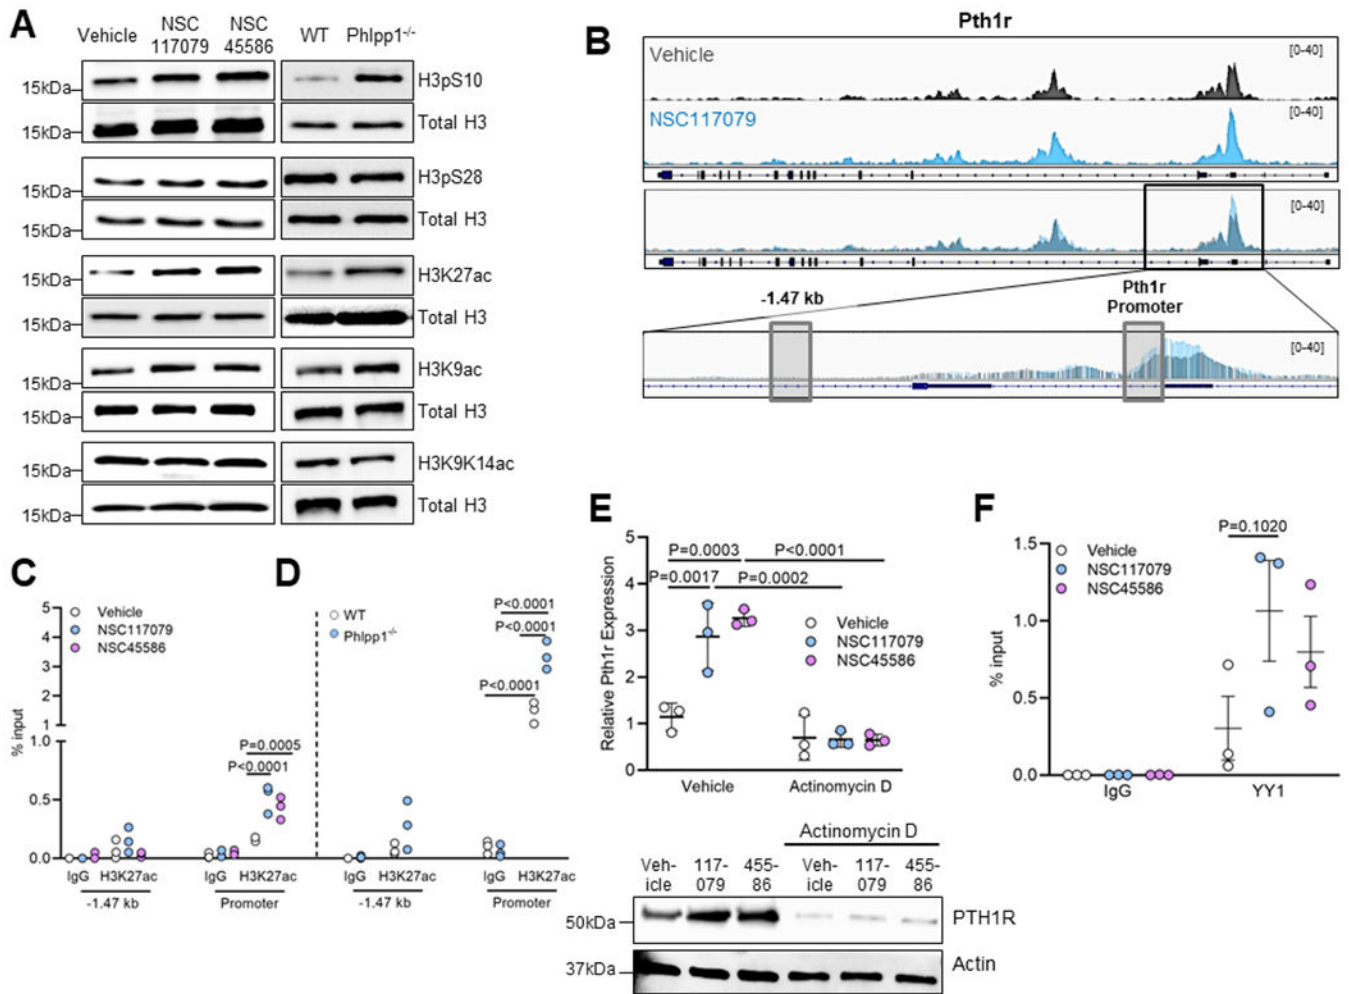 A
Vehicle
NSC
117079
NSC
45586
WT
Phlpp1-/-
15kDa
H3pS10
15kDa
Total H3
15kDa
H3pS28
15kDa
Total H3
15kDa
H3K27ac
15kDa
Total H3
15kDa
H3K9ac
15kDa
Total H3
15kDa
H3K9K14ac
15kDa
Total H3
B
Pth1r
Vehicle
[0-40]
NSC117079
[0-40]
[0-40]
-1.47 kb
Pth1r
Promoter
[0-40]
C
% input
5
4
3
2
1
1.0
0.5
0.0
Vehicle
NSC117079
NSC45586
P=0.0005
P<0.0001
IgG H3K27ac
-1.47 kb
IgG H3K27ac
Promoter
D
WT
Phlpp1-/-
P<0.0001
P<0.0001
P<0.0001
IgG H3K27ac
-1.47 kb
IgG H3K27ac
Promoter
E
Relative Pth1r Expression
5
4
3
2
1
0
P=0.0003
P<0.0001
P=0.0017
P=0.0002
Vehicle
NSC117079
NSC45586
Vehicle
Actinomycin D
Actinomycin D
Veh-
icle
117-
079
455-
86
Veh-
icle
117-
079
455-
86
50kDa
PTH1R
37kDa
Actin
F
% input
1.5
1.0
0.5
0.0
Vehicle
NSC117079
NSC45586
P=0.1020
IgG
YY1